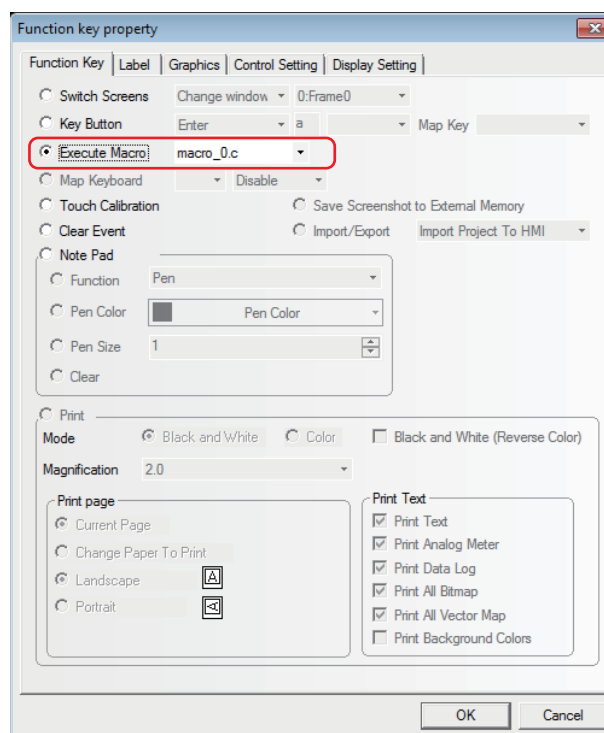 Function key property
Function Key Label Graphics Control Setting Display Setting
Switch Screens Change window 0:Frame0
Key Button Enter a Map Key
Execute Macro macro_0.c
Map Keyboard Disable
Touch Calibration Save Screenshot to External Memory
Clear Event Import/Export Import Project To HMI
Note Pad
Function Pen
Pen Color Pen Color
Pen Size 1
Clear
Print
Mode Black and White Color Black and White (Reverse Color)
Magnification 2.0
Print page
Current Page
Change Paper To Print
Landscape A
Portrait A
Print Text
Print Text
Print Analog Meter
Print Data Log
Print All Bitmap
Print All Vector Map
Print Background Colors
OK Cancel